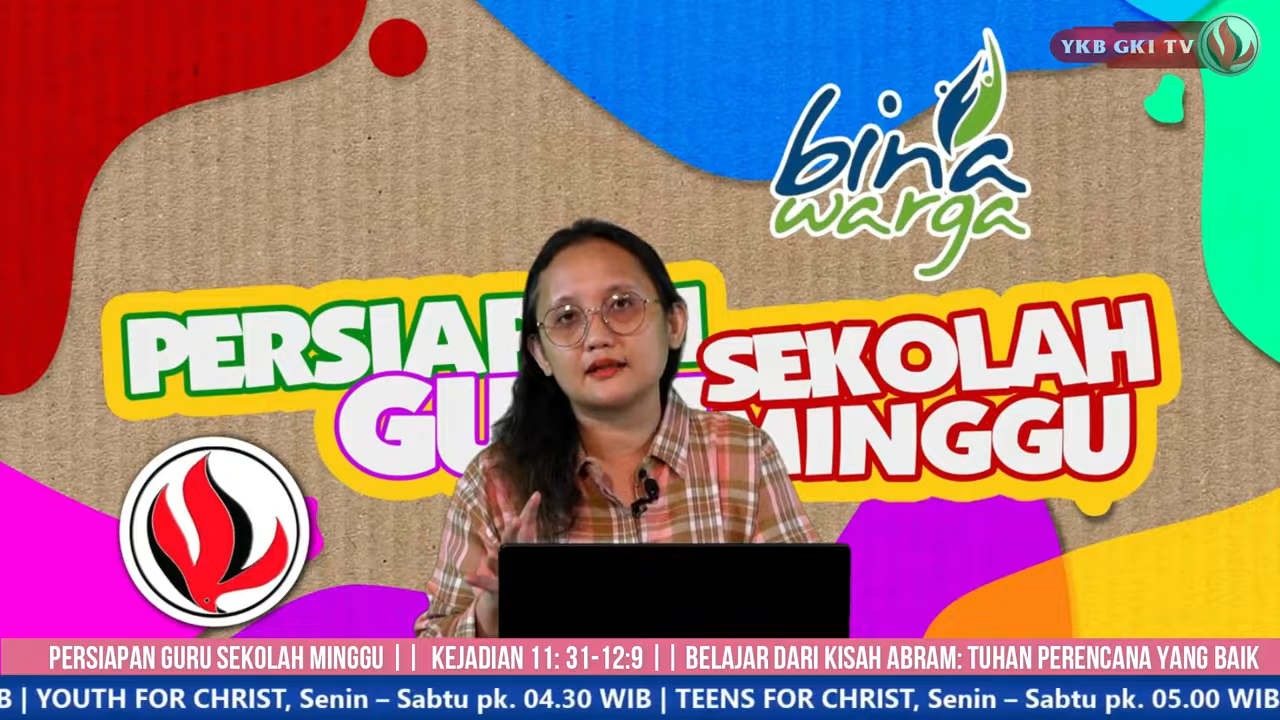 YKB GKI TV
bina
warga
PERSIAP
SEKOLAH
GU
MINGGU
PERSIAPAN GURU SEKOLAH MINGGU || KEJADIAN 11: 31-12:9 || BELAJAR DARI KISAH ABRAM: TUHAN PERENCANA YANG BAIK
B | YOUTH FOR CHRIST, Senin – Sabtu pk. 04.30 WIB | TEENS FOR CHRIST, Senin – Sabtu pk. 05.00 WIB